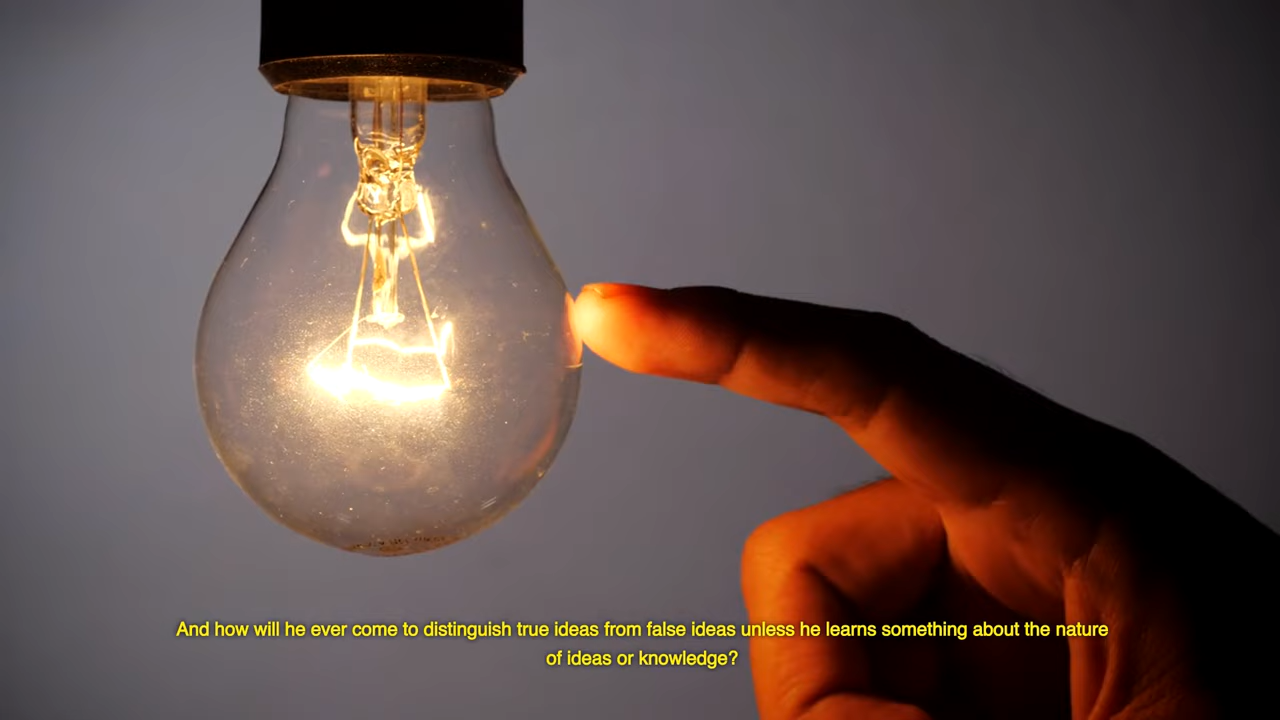 And how will he ever come to distinguish true ideas from false ideas unless he learns something about the nature
of ideas or knowledge?